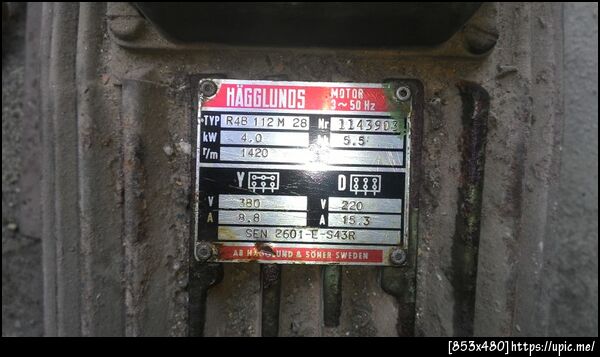 HÄGGLUNDS MOTOR
3~50 Hz
TYP R4B 112 M 28 Nr 1143903
kW 4.0 5.5
r/m 1420
Y D
V 380 V 220
A 8.8 A 15.3
SEN 2601-E-S43R
AB HÄGGLUND & SÖNER SWEDEN
[853x480]https://upic.me/